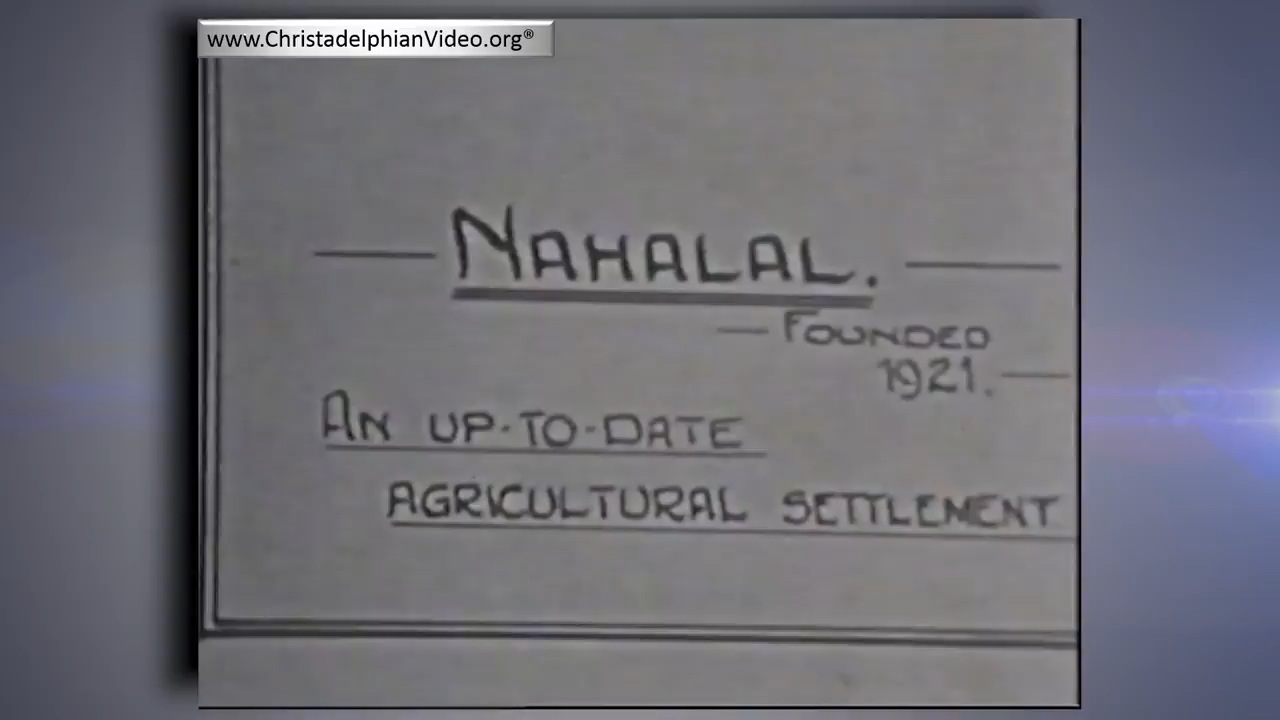 www.ChristadelphianVideo.org®
— NAHALAL. —
— FOUNDED
1921. —
AN UP-TO-DATE
AGRICULTURAL SETTLEMENT